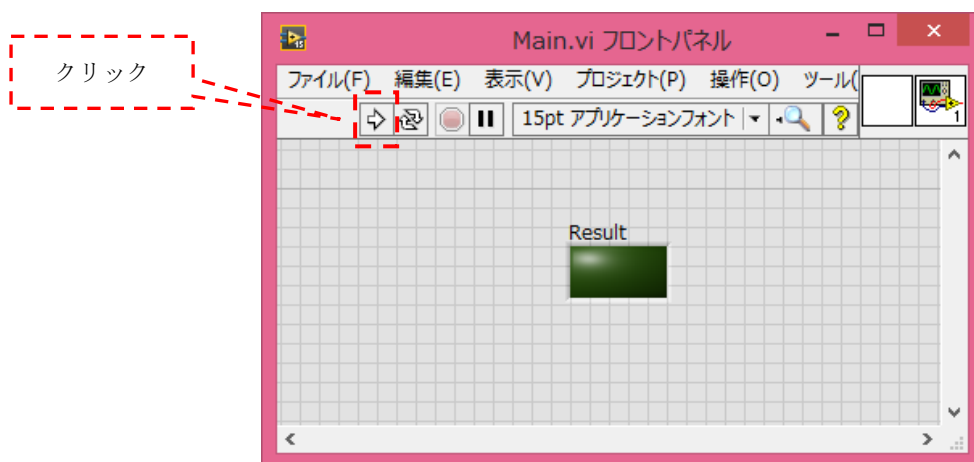 クリック
Main.vi フロントパネル
ファイル(F) 編集(E) 表示(V) プロジェクト(P) 操作(O) ツール(
15pt アプリケーションフォント
1
Result